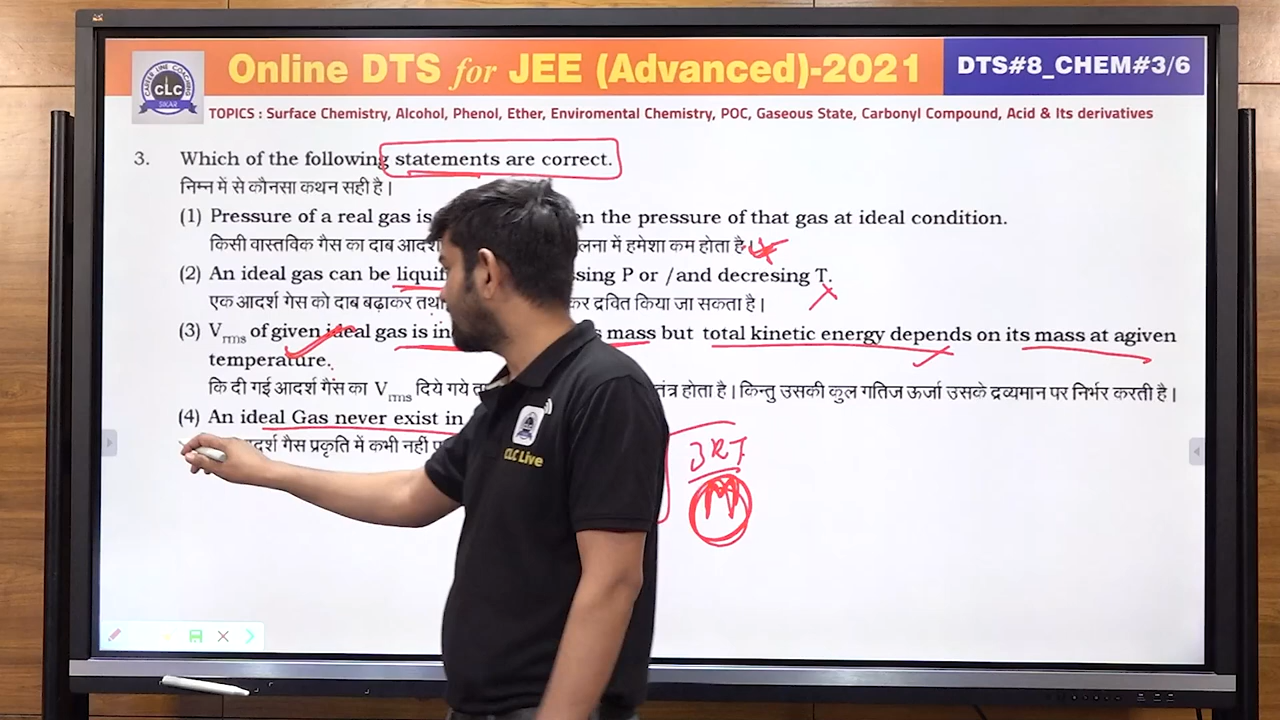 Online DTS for JEE (Advanced)-2021
DTS#8_CHEM#3/6
CAREER LINE COACHING
CLC
SIKAR
TOPICS : Surface Chemistry, Alcohol, Phenol, Ether, Enviromental Chemistry, POC, Gaseous State, Carbonyl Compound, Acid & Its derivatives
3. Which of the following statements are correct.
निम्न में से कौनसा कथन सही है।
(1) Pressure of a real gas is the pressure of that gas at ideal condition.
किसी वास्तविक गैस का दाब में हमेशा कम होता है।
(2) An ideal gas can be P or /and decresing T.
एक आदर्श गैस को दाब बढ़ाकर तथा कर द्रवित किया जा सकता है।
(3) Vrms of given ideal gas is mass but total kinetic energy depends on its mass at agiven
temperature.
कि दी गई आदर्श गैस का Vrms दिये गये होता है। किन्तु उसकी कुल गतिज ऊर्जा उसके द्रव्यमान पर निर्भर करती है।
(4) An ideal Gas never exist in
गैस प्रकृति में कभी नहीं
3RT
M
CLC Live